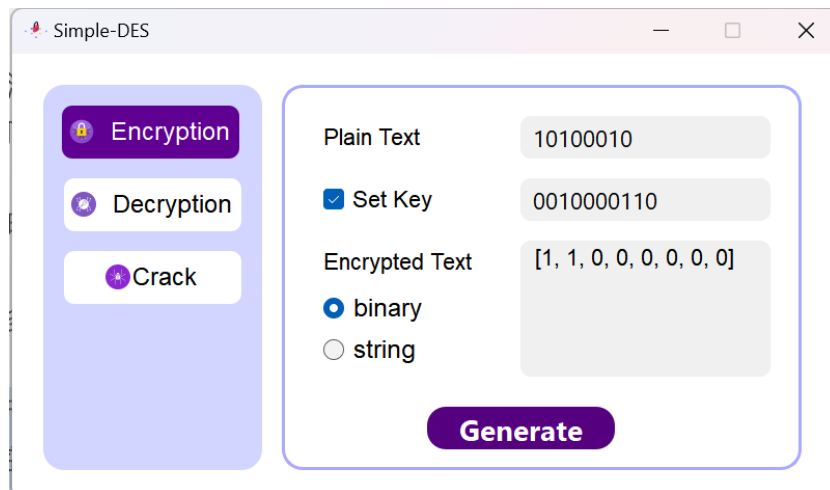 Simple-DES
Encryption
Decryption
Crack
Plain Text
10100010
Set Key
0010000110
Encrypted Text
[1, 1, 0, 0, 0, 0, 0, 0]
binary
string
Generate